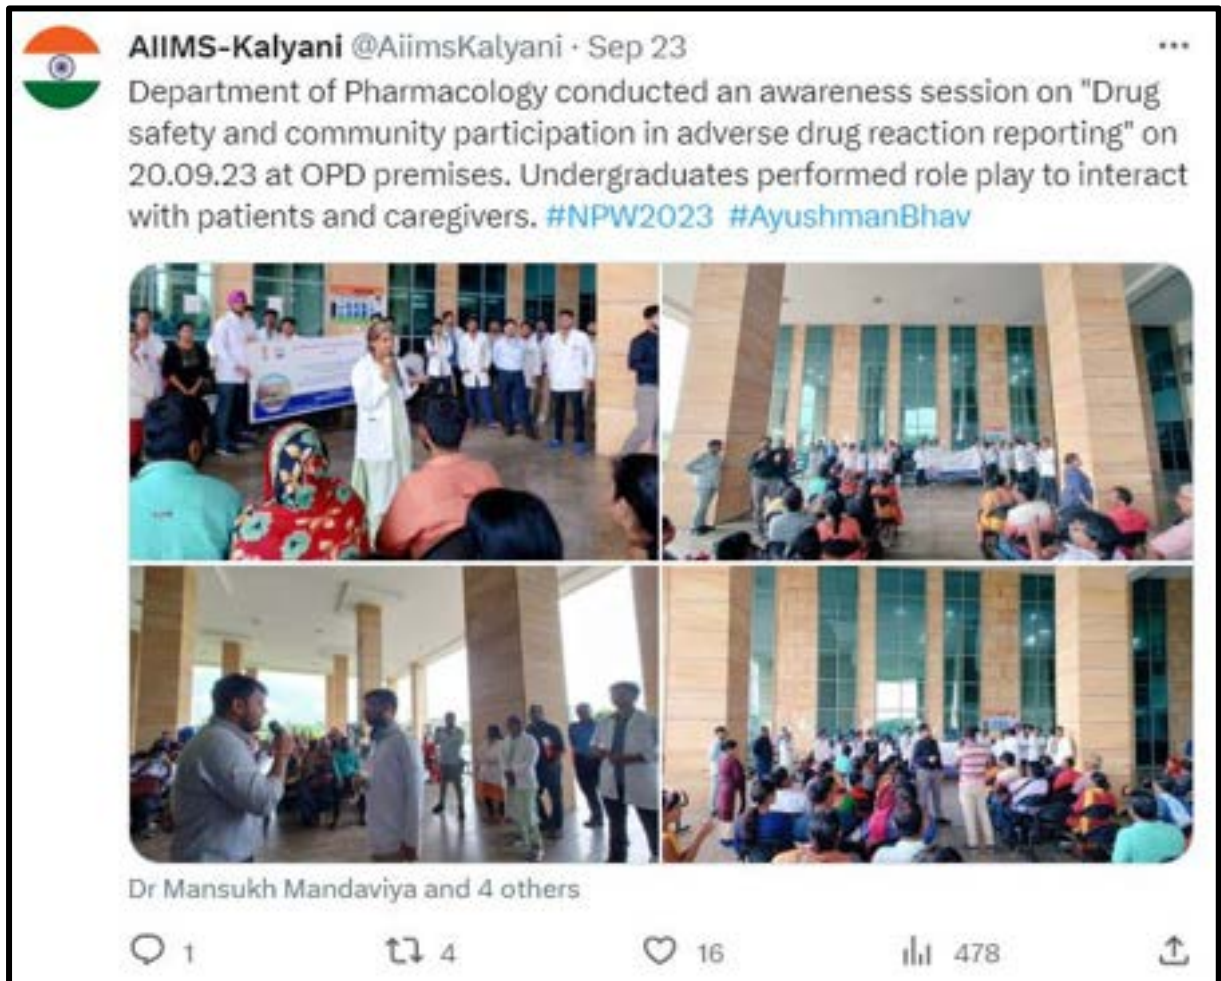 AIIMS-Kalyani @AiimsKalyani · Sep 23
Department of Pharmacology conducted an awareness session on "Drug
safety and community participation in adverse drug reaction reporting" on
20.09.23 at OPD premises. Undergraduates performed role play to interact
with patients and caregivers. #NPW2023 #AyushmanBhav
Dr Mansukh Mandaviya and 4 others
1 4 16 478